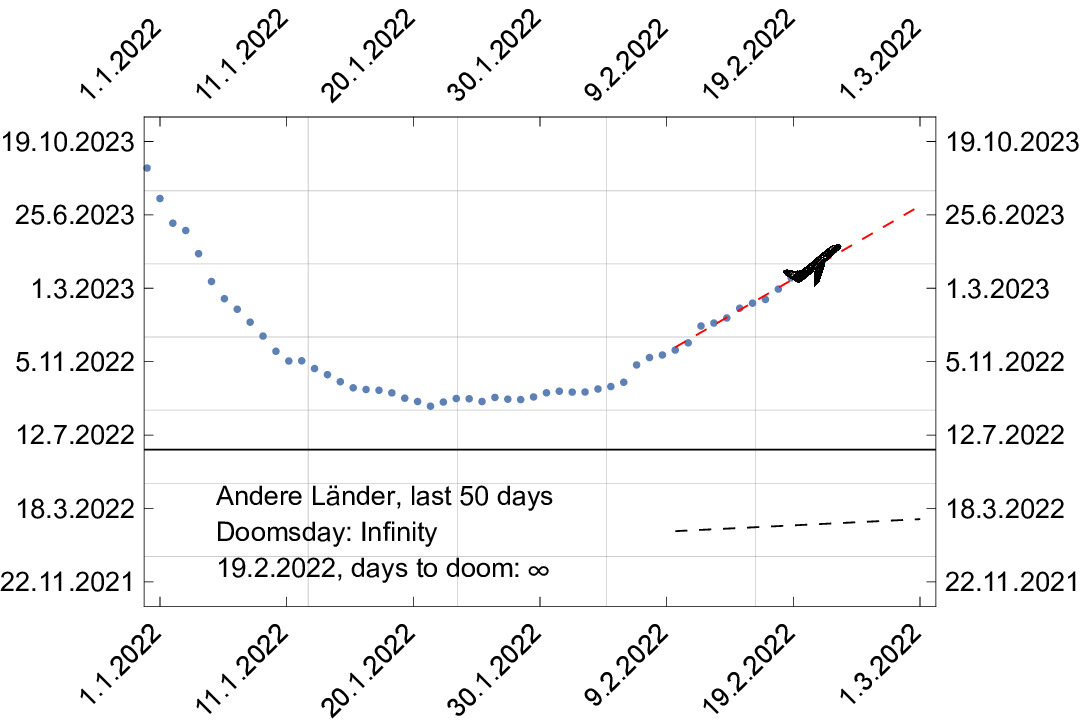 1.1.2022 11.1.2022 20.1.2022 30.1.2022 9.2.2022 19.2.2022 1.3.2022
19.10.2023 19.10.2023
25.6.2023 25.6.2023
1.3.2023 1.3.2023
5.11.2022 5.11.2022
12.7.2022 12.7.2022
Andere Länder, last 50 days
18.3.2022 18.3.2022
Doomsday: Infinity
19.2.2022, days to doom: ∞
22.11.2021 22.11.2021
1.1.2022 11.1.2022 20.1.2022 30.1.2022 9.2.2022 19.2.2022 1.3.2022